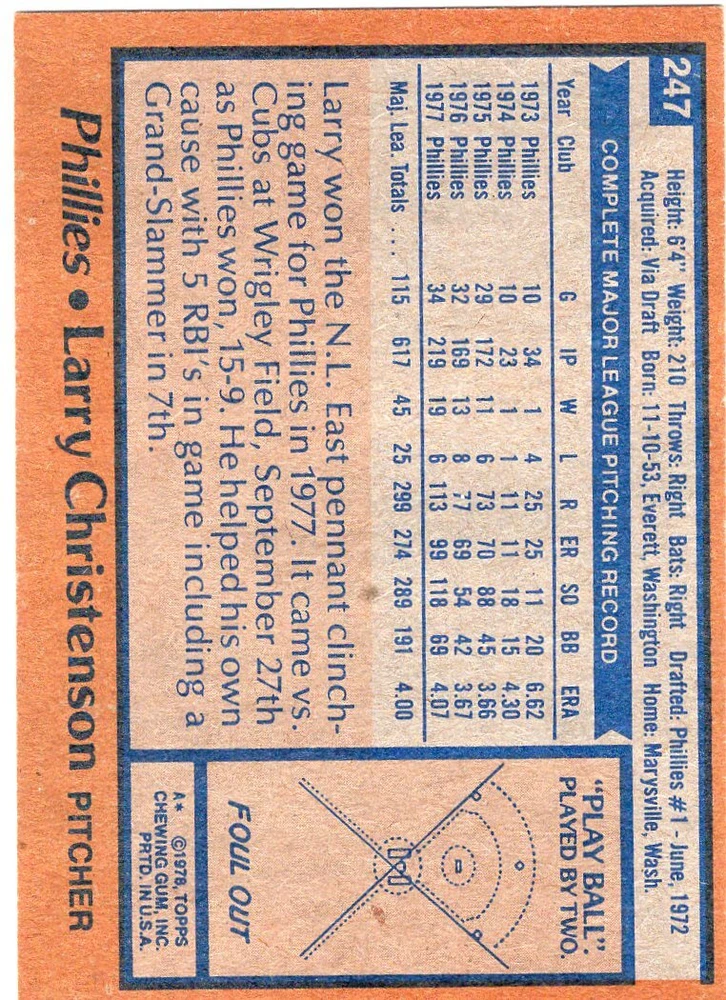 247
Height: 6'4" Weight: 210 Throws: Right Bats: Right Drafted: Phillies #1 - June, 1972
Acquired: Via Draft Born: 11-10-53, Everett, Washington Home: Marysville, Wash.
COMPLETE MAJOR LEAGUE PITCHING RECORD
Year Club G IP W L R ER SO BB ERA
1973 Phillies 10 34 1 4 25 25 11 20 6.62
1974 Phillies 10 23 1 1 11 11 18 15 4.30
1975 Phillies 29 172 11 6 73 70 88 45 3.66
1976 Phillies 32 169 13 8 77 69 54 42 3.67
1977 Phillies 34 219 19 6 113 99 118 69 4.07
Maj. Lea. Totals ... 115 617 45 25 299 274 289 191 4.00
Larry won the N.L. East pennant clinch-
ing game for Phillies in 1977. It came vs.
Cubs at Wrigley Field, September 27th
as Phillies won, 15-9. He helped his own
cause with 5 RBI's in game including a
Grand-Slammer in 7th.
"PLAY BALL".
PLAYED BY TWO.
FOUL OUT
A* ©1978, TOPPS
CHEWING GUM, INC.
PRTD. IN U.S.A.
Phillies • Larry Christenson PITCHER